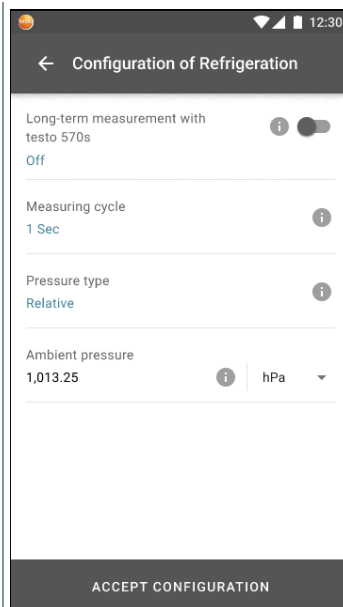 testo
12:30
Configuration of Refrigeration
Long-term measurement with
testo 570s
Off
Measuring cycle
1 Sec
Pressure type
Relative
Ambient pressure
1,013.25 hPa
ACCEPT CONFIGURATION